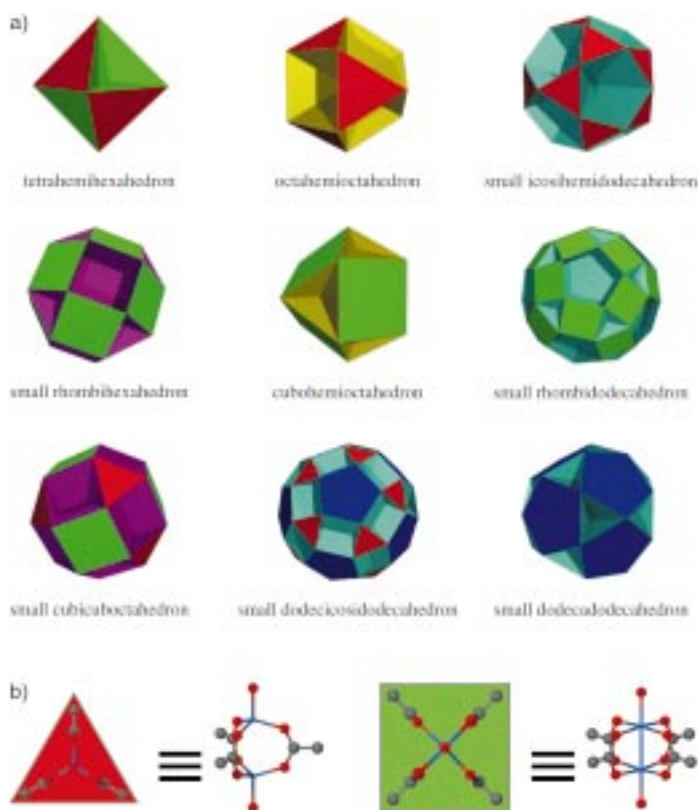 a)
tetrahemihexahedron
octahemioctahedron
small icosihemidodecahedron
small rhombihexahedron
cubohemioctahedron
small rhombidodecahedron
small cubicuboctahedron
small dodecicosidodecahedron
small dodecadodecahedron
b)